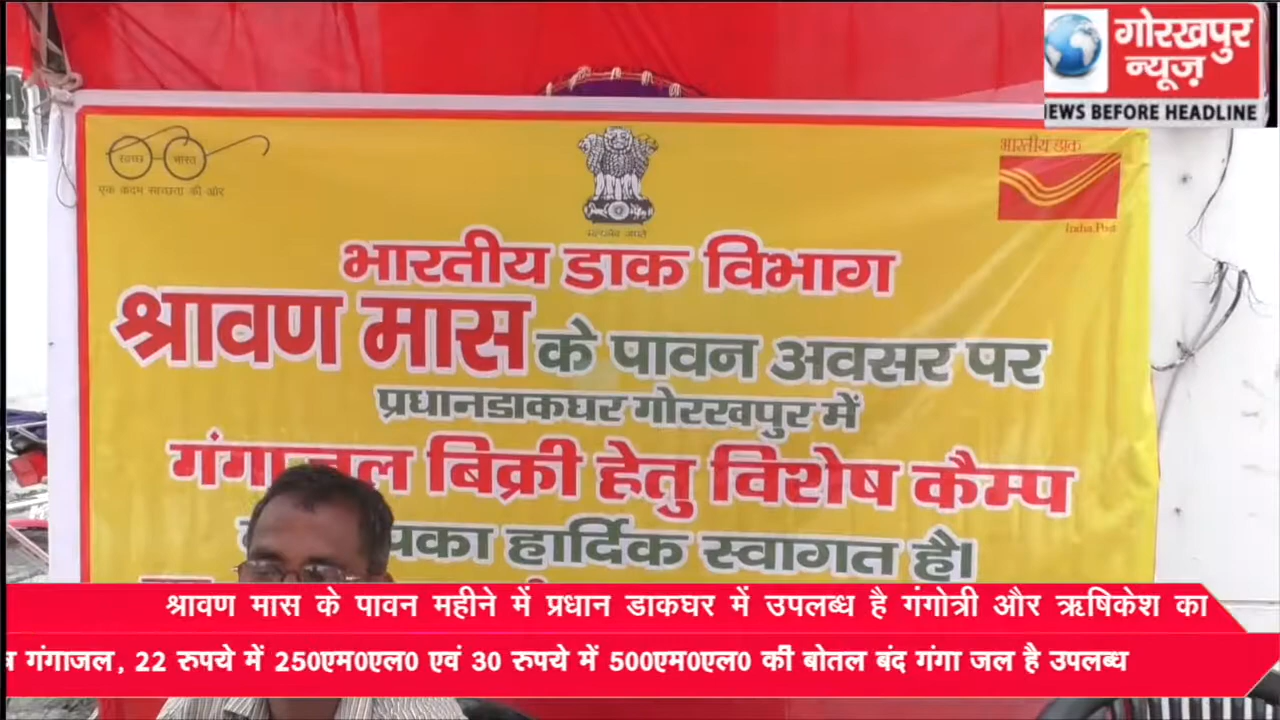 गोरखपुर
न्यूज़
NEWS BEFORE HEADLINE
स्वच्छ भारत
एक कदम स्वच्छता की ओर
सत्यमेव जयते
भारतीय डाक
India Post
भारतीय डाक विभाग
श्रावण मास के पावन अवसर पर
प्रधानडाकघर गोरखपुर में
गंगाजल बिक्री हेतु विशेष कैम्प
हार्दिक स्वागत है।
श्रावण मास के पावन महीने में प्रधान डाकघर में उपलब्ध है गंगोत्री और ऋषिकेश का
गंगाजल, 22 रुपये में 250एम0एल0 एवं 30 रुपये में 500एम0एल0 की बोतल बंद गंगा जल है उपलब्ध